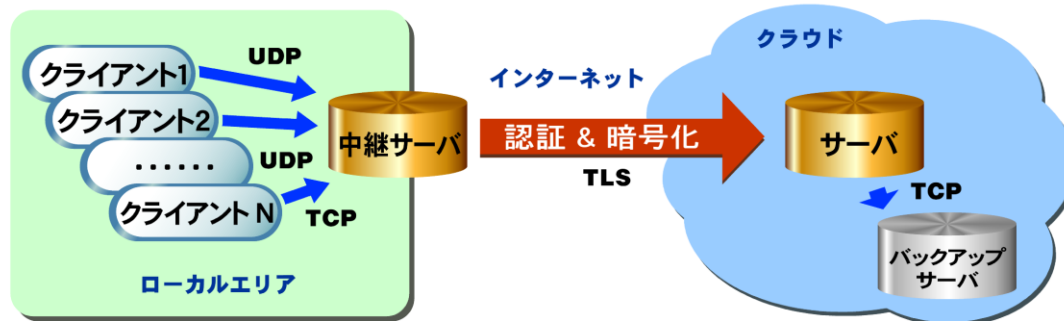 クライアント1
クライアント2
……
クライアント N
UDP
UDP
TCP
中継サーバ
ローカルエリア
インターネット
認証 & 暗号化
TLS
クラウド
サーバ
TCP
バックアップ
サーバ